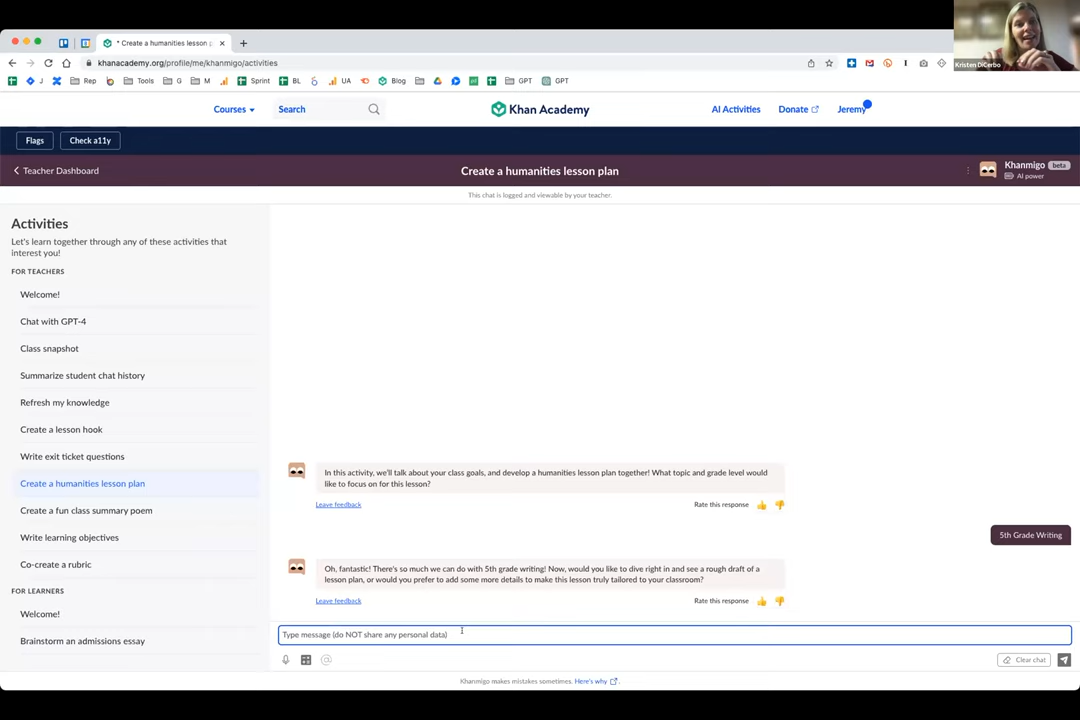 * Create a humanities lesson p
khanacademy.org/profile/me/khanmigo/activities
J
Rep
Tools
G
M
Sprint
BL
UA
Blog
GPT
GPT
Kristen DiCerbo
Courses
Search
Khan Academy
AI Activities
Donate
Jeremy
Flags
Check a11y
Teacher Dashboard
Create a humanities lesson plan
Khanmigo beta
AI power
This chat is logged and viewable by your teacher.
Activities
Let's learn together through any of these activities that
interest you!
FOR TEACHERS
Welcome!
Chat with GPT-4
Class snapshot
Summarize student chat history
Refresh my knowledge
Create a lesson hook
Write exit ticket questions
Create a humanities lesson plan
Create a fun class summary poem
Write learning objectives
Co-create a rubric
FOR LEARNERS
Welcome!
Brainstorm an admissions essay
In this activity, we'll talk about your class goals, and develop a humanities lesson plan together! What topic and grade level would
like to focus on for this lesson?
Leave feedback
Rate this response
5th Grade Writing
Oh, fantastic! There's so much we can do with 5th grade writing! Now, would you like to dive right in and see a rough draft of a
lesson plan, or would you prefer to add some more details to make this lesson truly tailored to your classroom?
Leave feedback
Rate this response
Type message (do NOT share any personal data)
Clear chat
Khanmigo makes mistakes sometimes. Here's why